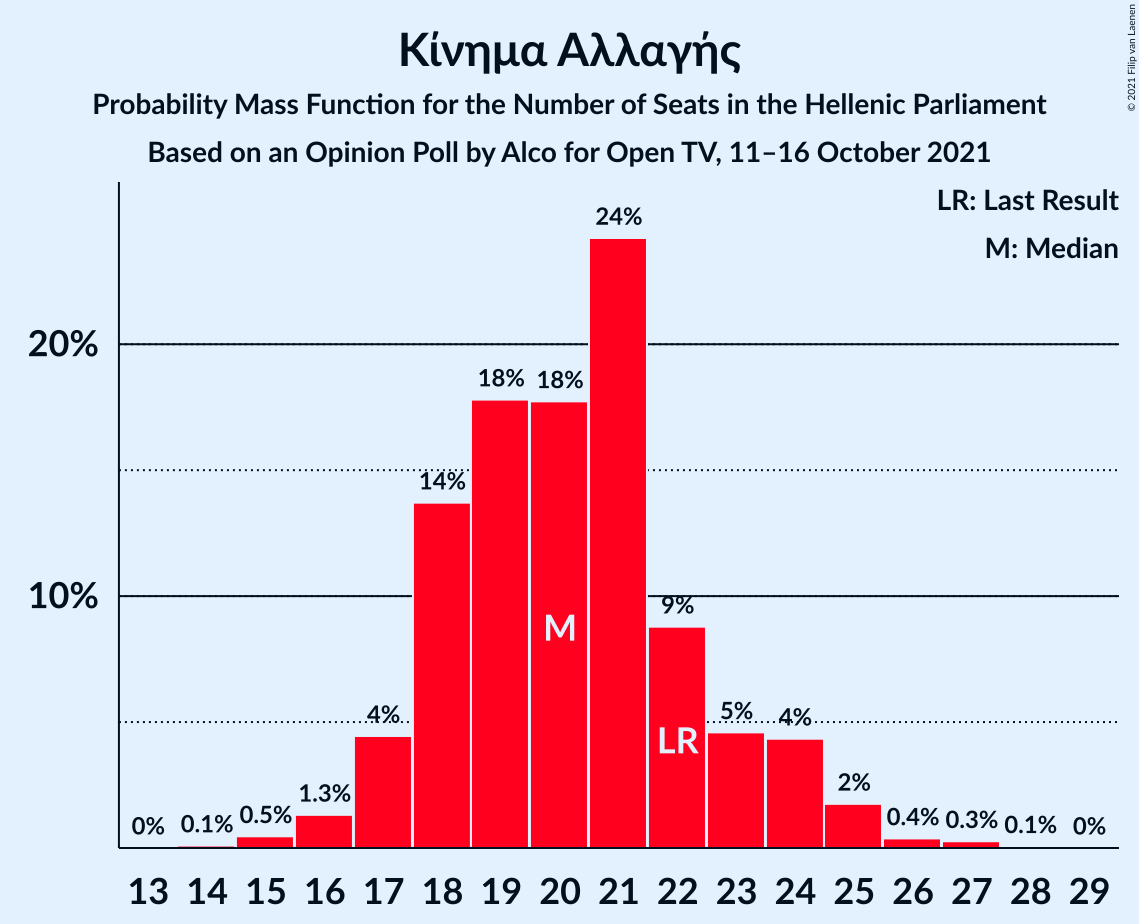 Κίνημα Αλλαγής
Probability Mass Function for the Number of Seats in the Hellenic Parliament
Based on an Opinion Poll by Alco for Open TV, 11–16 October 2021
© 2021 Filip van Laenen
LR: Last Result
M: Median
20%
10%
0%
0.1%
0.5%
1.3%
4%
14%
18%
18%
24%
9%
5%
4%
2%
0.4%
0.3%
0.1%
0%
M
LR
13 14 15 16 17 18 19 20 21 22 23 24 25 26 27 28 29